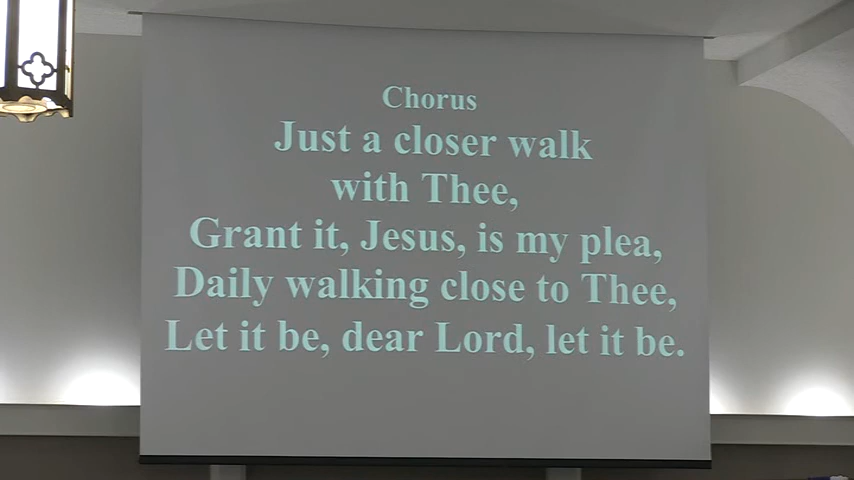 Chorus
Just a closer walk
with Thee,
Grant it, Jesus, is my plea,
Daily walking close to Thee,
Let it be, dear Lord, let it be.